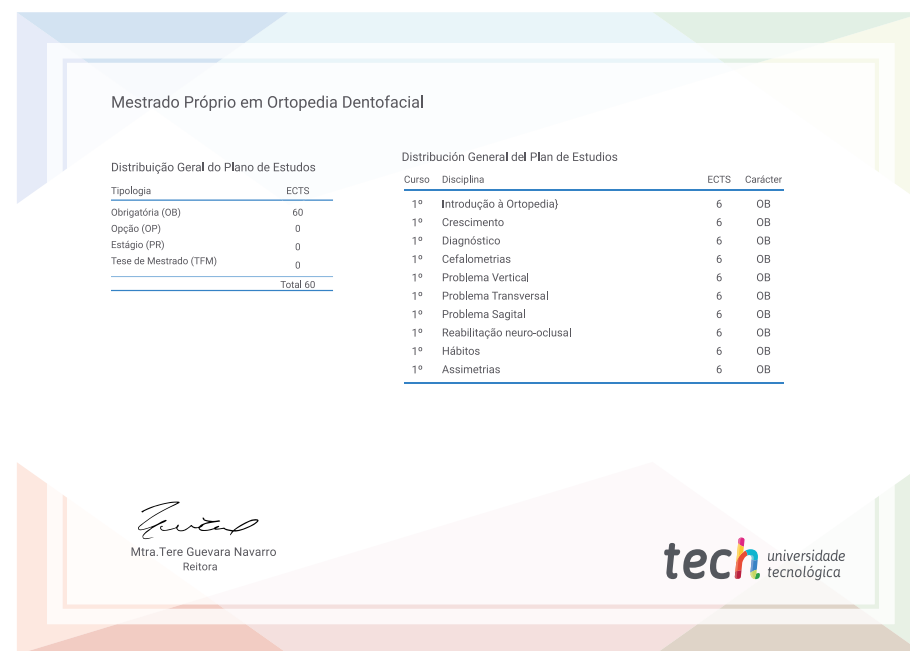 Mestrado Próprio em Ortopedia Dentofacial
Distribuição Geral do Plano de Estudos
Tipologia ECTS
Obrigatória (OB) 60
Opção (OP) 0
Estágio (PR) 0
Tese de Mestrado (TFM) 0
Total 60
Distribución General del Plan de Estudios
Curso Disciplina ECTS Carácter
1º Introdução à Ortopedia} 6 OB
1º Crescimento 6 OB
1º Diagnóstico 6 OB
1º Cefalometrias 6 OB
1º Problema Vertical 6 OB
1º Problema Transversal 6 OB
1º Problema Sagital 6 OB
1º Reabilitação neuro-oclusal 6 OB
1º Hábitos 6 OB
1º Assimetrias 6 OB
Mtra.Tere Guevara Navarro
Reitora
tech universidade
tecnológica